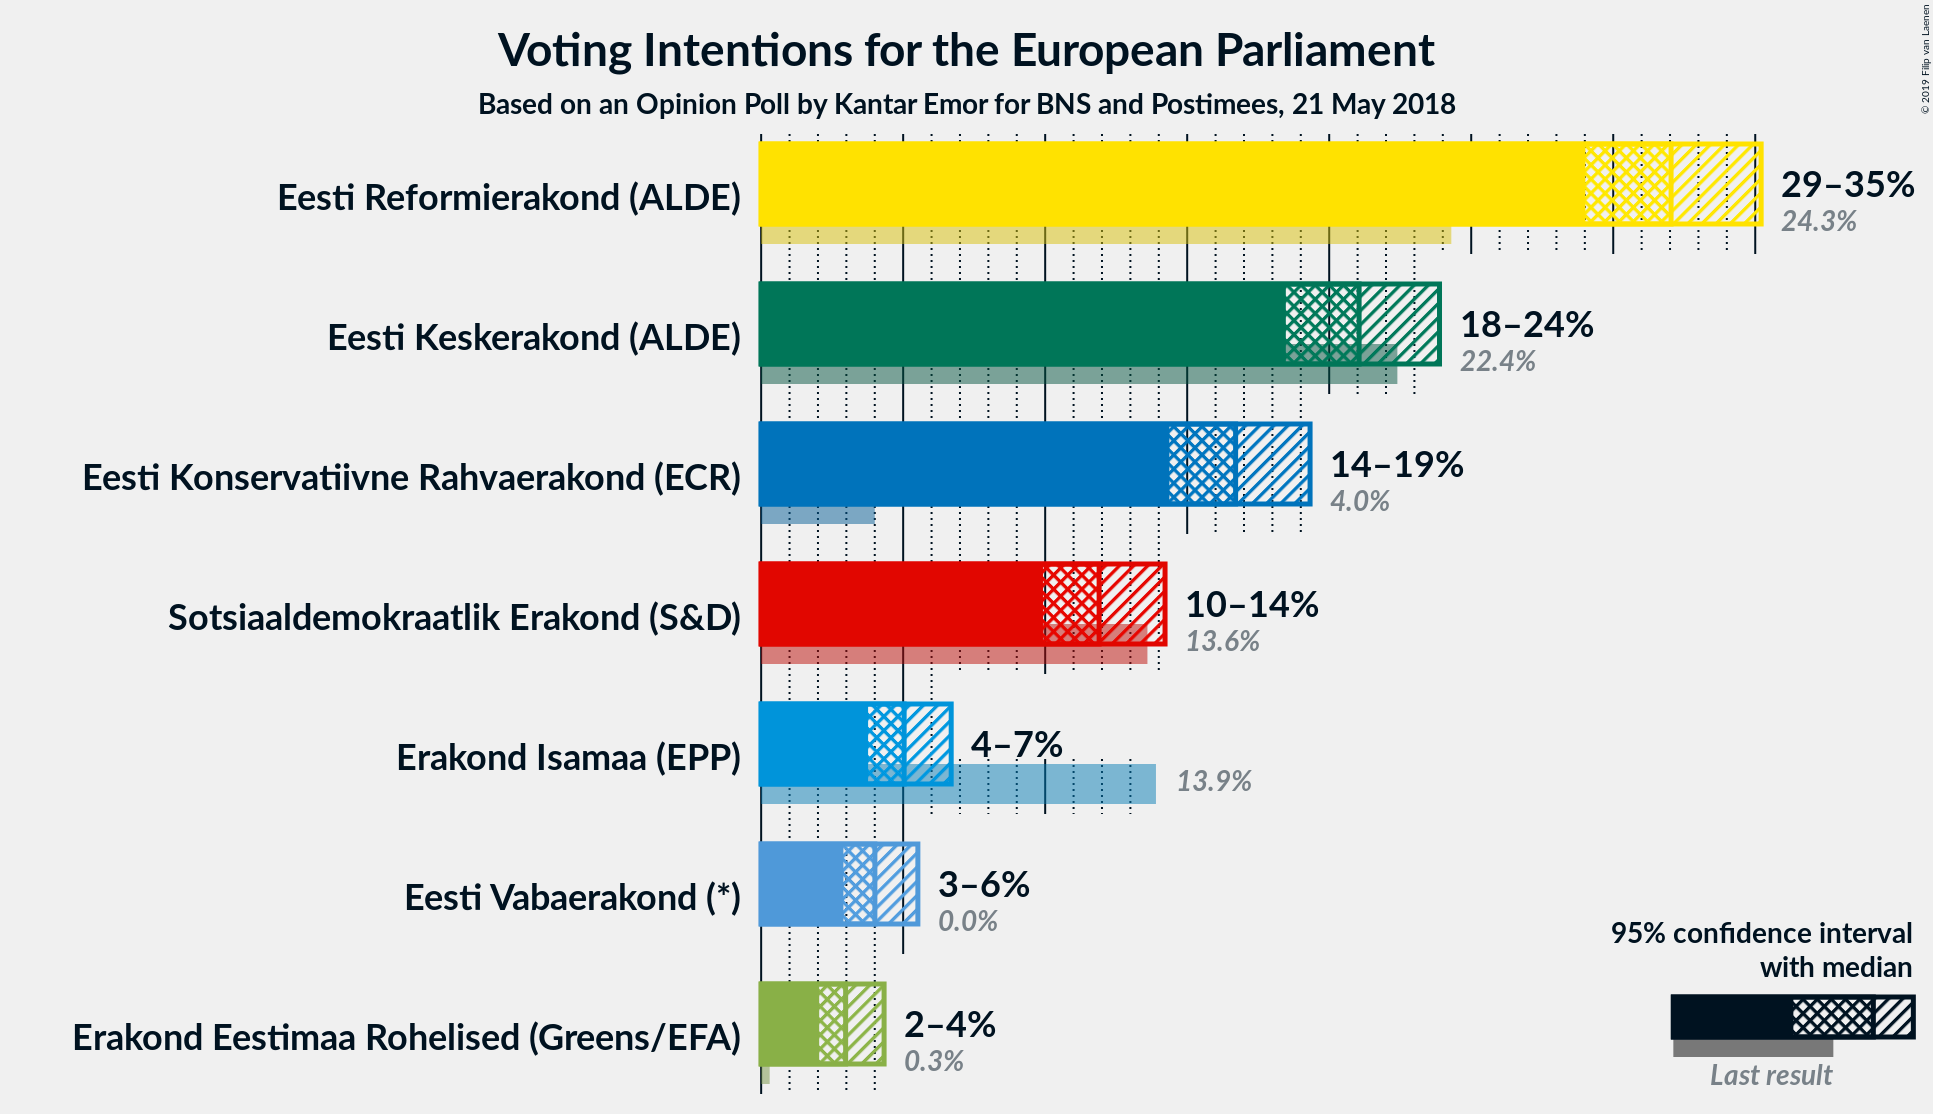 Voting Intentions for the European Parliament
Based on an Opinion Poll by Kantar Emor for BNS and Postimees, 21 May 2018
© 2019 Filip van Laenen
Eesti Reformierakond (ALDE)
29–35%
24.3%
Eesti Keskerakond (ALDE)
18–24%
22.4%
Eesti Konservatiivne Rahvaerakond (ECR)
14–19%
4.0%
Sotsiaaldemokraatlik Erakond (S&D)
10–14%
13.6%
Erakond Isamaa (EPP)
4–7%
13.9%
Eesti Vabaerakond (*)
3–6%
0.0%
Erakond Eestimaa Rohelised (Greens/EFA)
2–4%
0.3%
95% confidence interval
with median
Last result